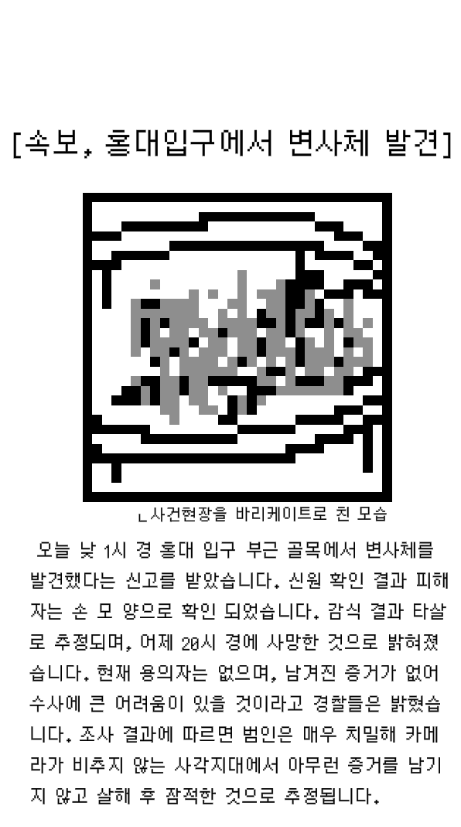 [속보, 홍대입구에서 변사체 발견]
ㄴ사건현장을 바리케이트로 친 모습
오늘 낮 1시 경 홍대 입구 부근 골목에서 변사체를
발견했다는 신고를 받았습니다. 신원 확인 결과 피해
자는 손 모 양으로 확인 되었습니다. 감식 결과 타살
로 추정되며, 어제 20시 경에 사망한 것으로 밝혀졌
습니다. 현재 용의자는 없으며, 남겨진 증거가 없어
수사에 큰 어려움이 있을 것이라고 경찰들은 밝혔습
니다. 조사 결과에 따르면 범인은 매우 치밀해 카메
라가 비추지 않는 사각지대에서 아무런 증거를 남기
지 않고 살해 후 잠적한 것으로 추정됩니다.